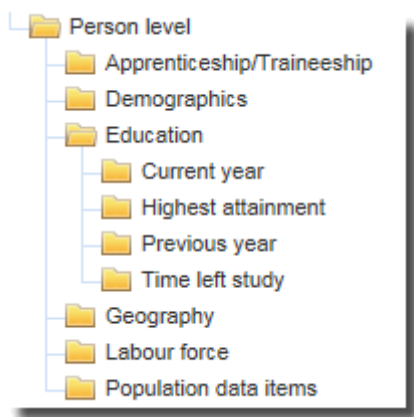 Person level
Apprenticeship/Traineeship
Demographics
Education
Current year
Highest attainment
Previous year
Time left study
Geography
Labour force
Population data items